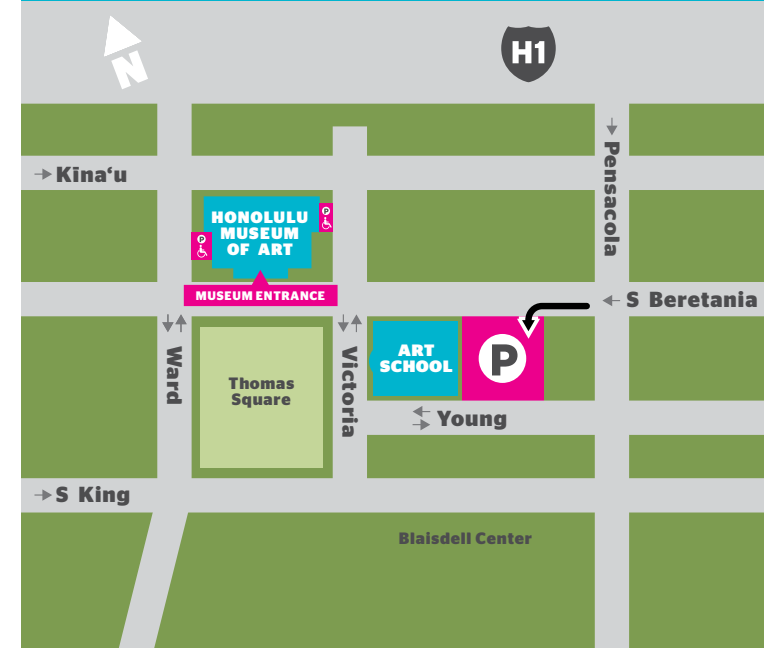 N
H1
Kina‘u
Pensacola
P
HONOLULU
MUSEUM
OF ART
P
MUSEUM ENTRANCE
S Beretania
Ward
Thomas
Square
Victoria
ART
SCHOOL
P
Young
S King
Blaisdell Center